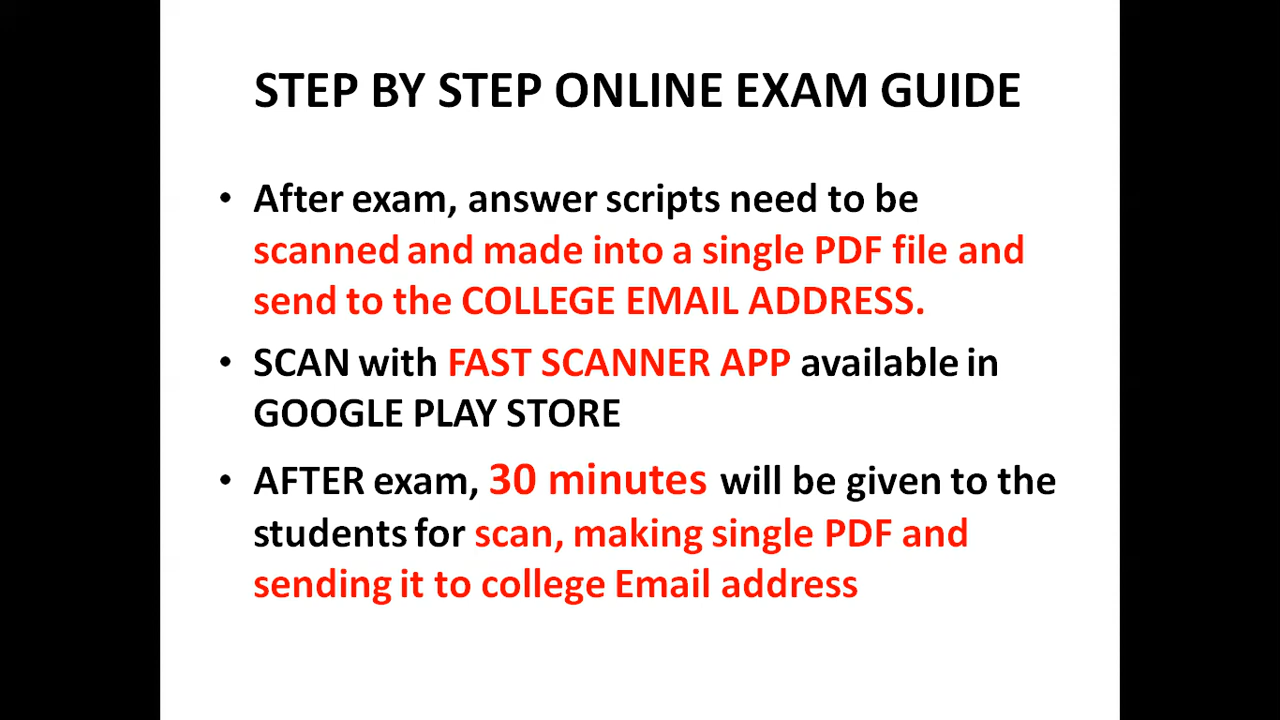 STEP BY STEP ONLINE EXAM GUIDE
• After exam, answer scripts need to be
scanned and made into a single PDF file and
send to the COLLEGE EMAIL ADDRESS.
• SCAN with FAST SCANNER APP available in
GOOGLE PLAY STORE
• AFTER exam, 30 minutes will be given to the
students for scan, making single PDF and
sending it to college Email address